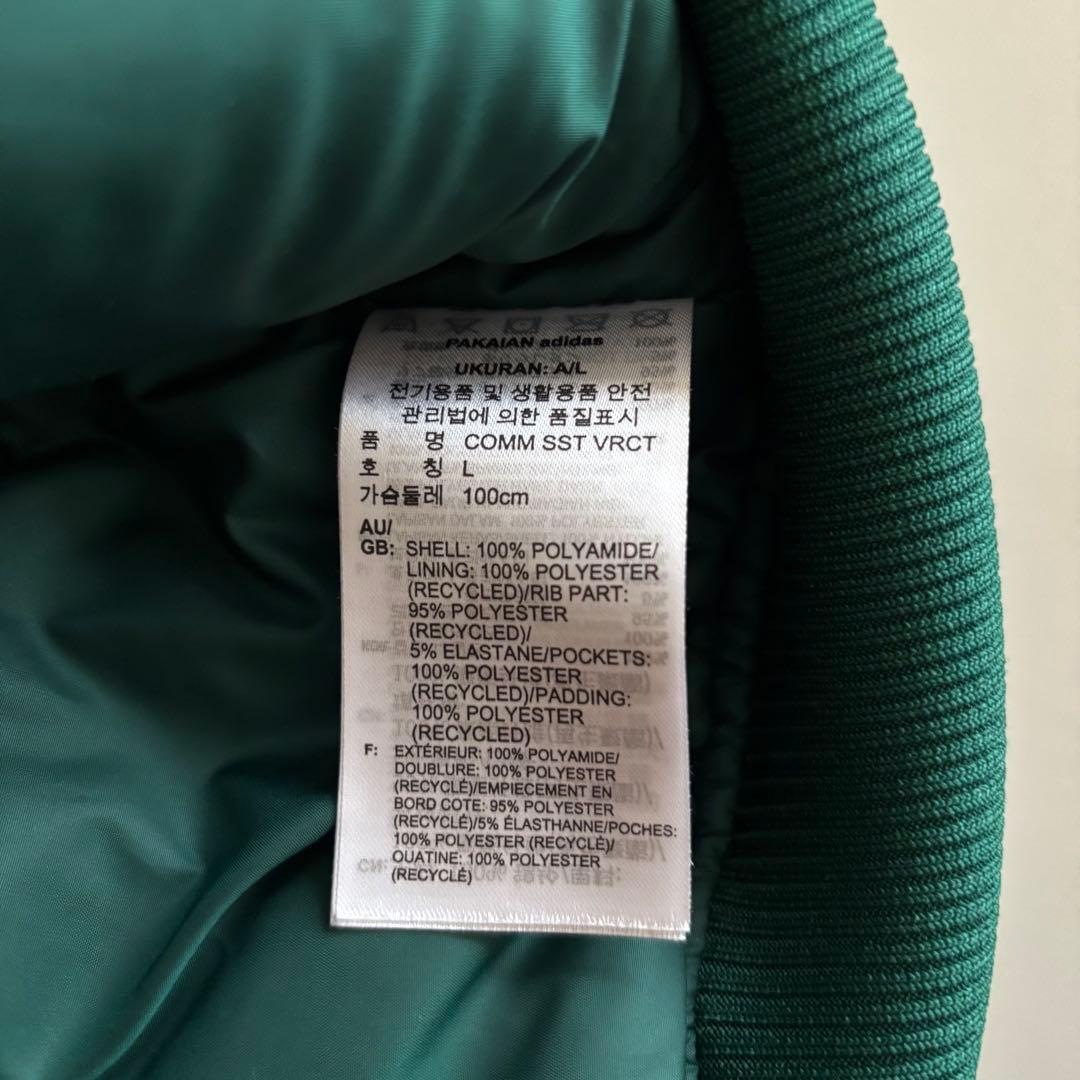 PAKAIAN adidas
UKURAN: A/L
전기용품 및 생활용품 안전
관리법에 의한 품질표시
품 명 COMM SST VRCT
호 칭 L
가슴둘레 100cm
AU/
GB: SHELL: 100% POLYAMIDE/
LINING: 100% POLYESTER
(RECYCLED)/RIB PART:
95% POLYESTER
(RECYCLED)/
5% ELASTANE/POCKETS:
100% POLYESTER
(RECYCLED)/PADDING:
100% POLYESTER
(RECYCLED)
F: EXTÉRIEUR: 100% POLYAMIDE/
DOUBLURE: 100% POLYESTER
(RECYCLÉ)/EMPIECEMENT EN
BORD COTE: 95% POLYESTER
(RECYCLÉ)/5% ÉLASTHANNE/POCHES:
100% POLYESTER (RECYCLÉ)/
OUATINE: 100% POLYESTER
(RECYCLÉ)